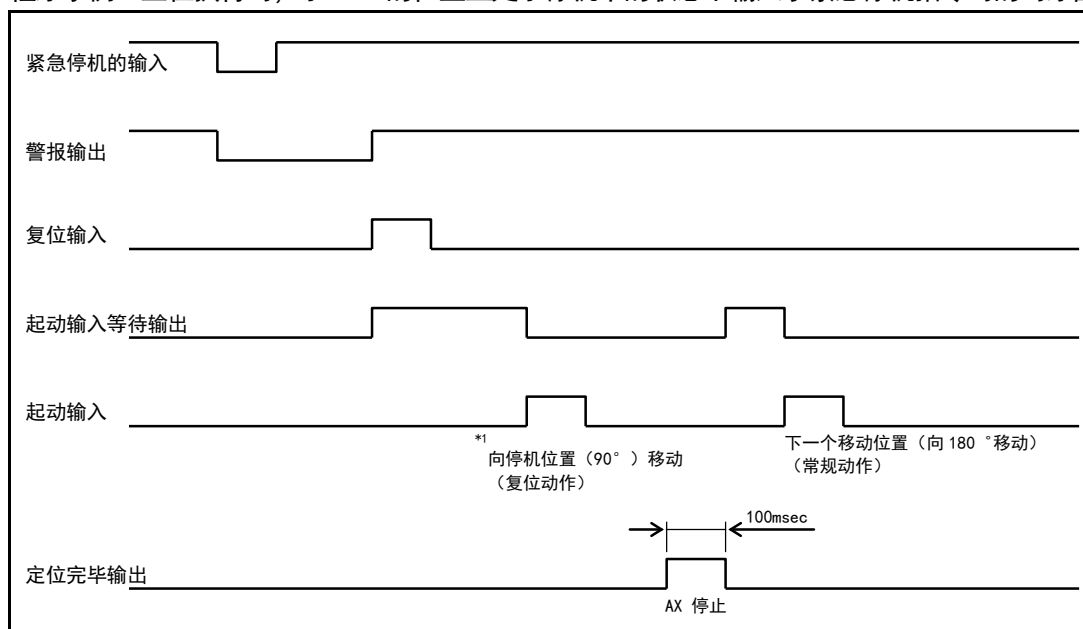 紧急停机的输入
警报输出
复位输入
起动输入等待输出
起动输入
*1
向停机位置（90°）移动
（复位动作）
下一个移动位置（向180°移动）
（常规动作）
100msec
定位完毕输出
AX 停止